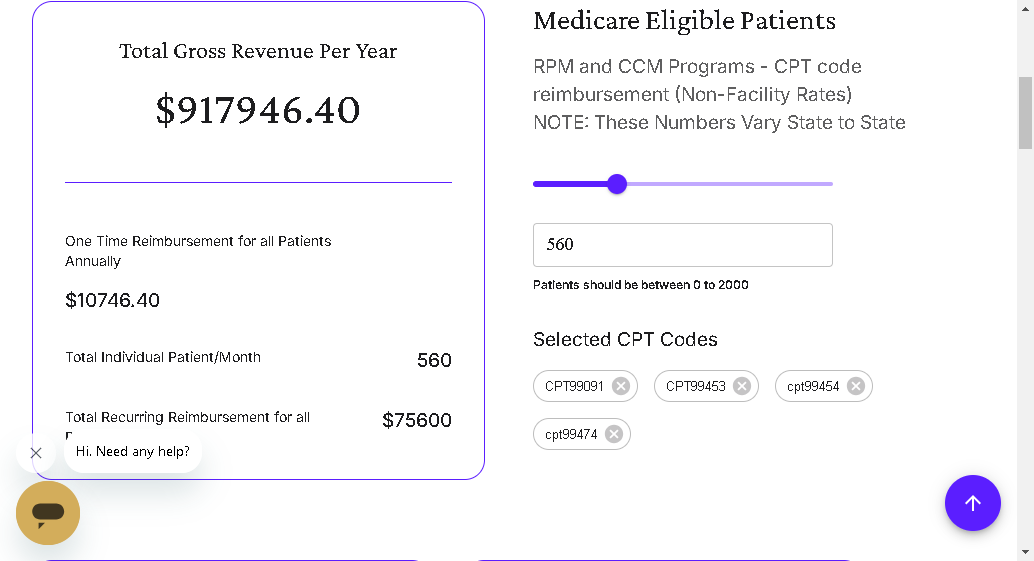 Total Gross Revenue Per Year
$917946.40
One Time Reimbursement for all Patients
Annually
$10746.40
Total Individual Patient/Month
560
Total Recurring Reimbursement for all
$75600
Hi. Need any help?
Medicare Eligible Patients
RPM and CCM Programs - CPT code
reimbursement (Non-Facility Rates)
NOTE: These Numbers Vary State to State
560
Patients should be between 0 to 2000
Selected CPT Codes
CPT99091
CPT99453
cpt99454
cpt99474